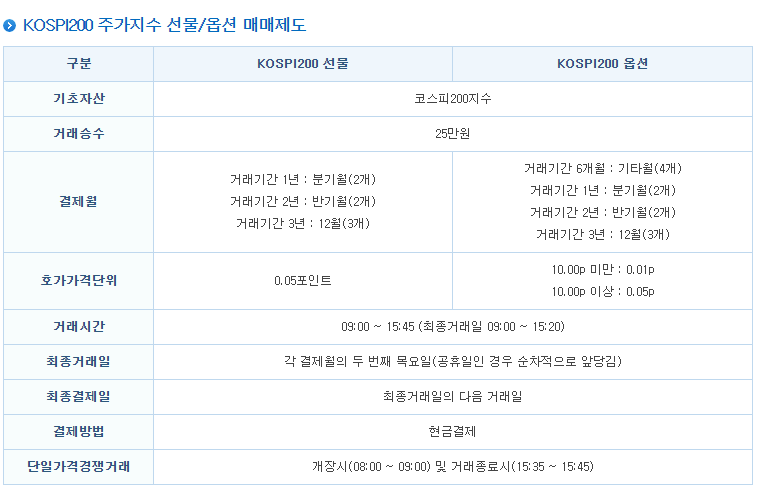 KOSPI200 주가지수 선물/옵션 매매제도
구분 KOSPI200 선물 KOSPI200 옵션
기초자산 코스피200지수
거래승수 25만원
결제월
거래기간 1년 : 분기월(2개)
거래기간 2년 : 반기월(2개)
거래기간 3년 : 12월(3개)
거래기간 6개월 : 기타월(4개)
거래기간 1년 : 분기월(2개)
거래기간 2년 : 반기월(2개)
거래기간 3년 : 12월(3개)
호가가격단위 0.05포인트
10.00p 미만 : 0.01p
10.00p 이상 : 0.05p
거래시간 09:00 ~ 15:45 (최종거래일 09:00 ~ 15:20)
최종거래일 각 결제월의 두 번째 목요일(공휴일인 경우 순차적으로 앞당김)
최종결제일 최종거래일의 다음 거래일
결제방법 현금결제
단일가격경쟁거래 개장시(08:00 ~ 09:00) 및 거래종료시(15:35 ~ 15:45)